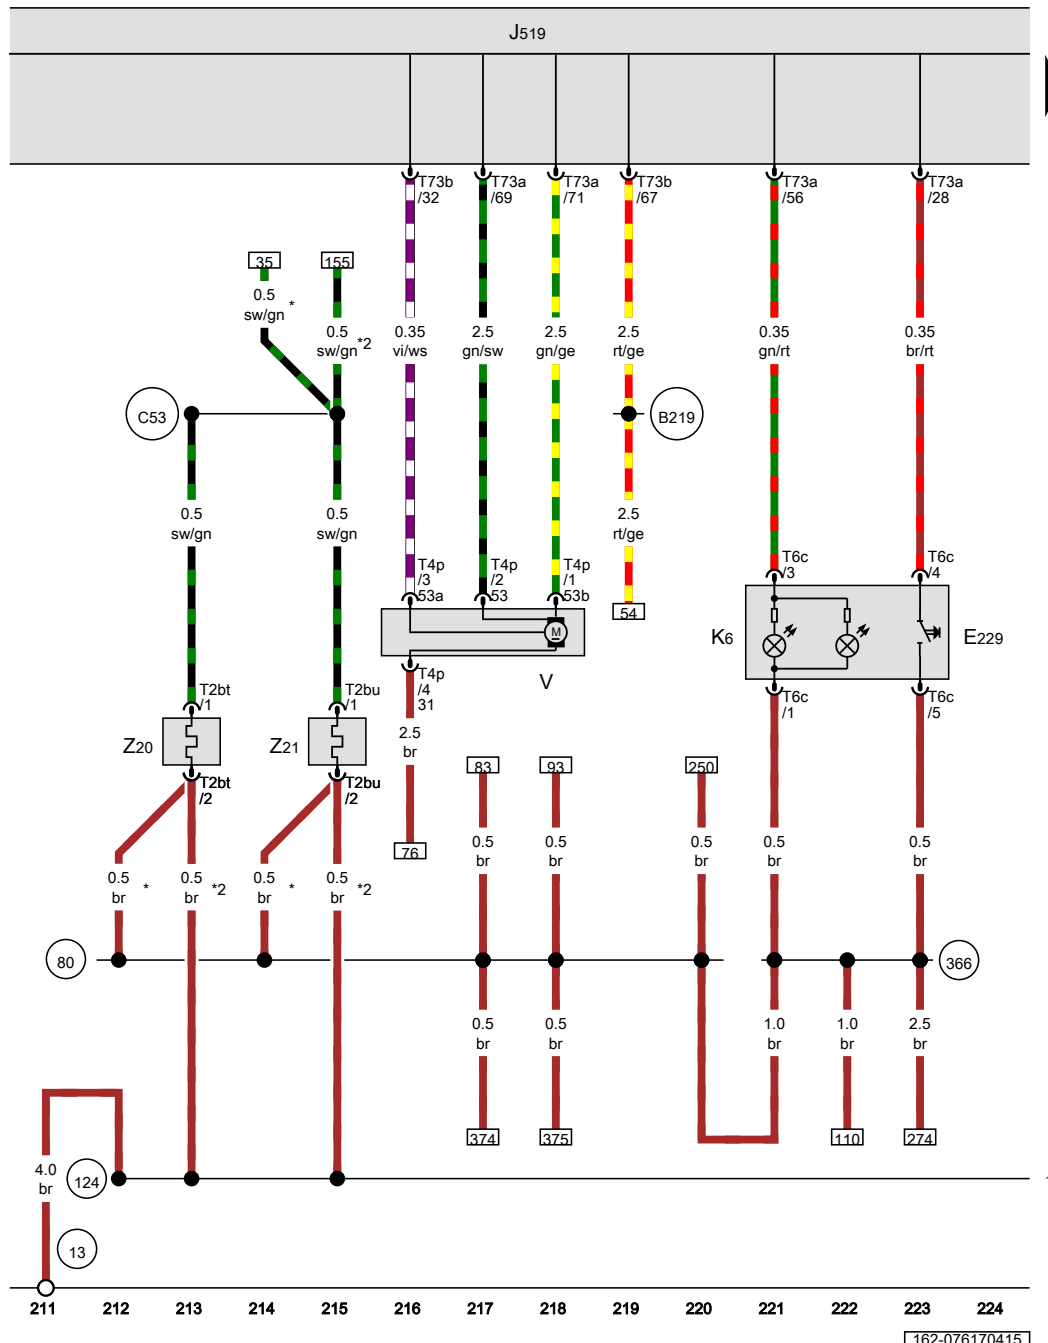 J519
T73b
/32
T73a
/69
T73a
/71
T73b
/67
T73a
/56
T73a
/28
35
155
0.5
sw/gn
*
0.5
sw/gn
*2
0.35
vi/ws
2.5
gn/sw
2.5
gn/ge
2.5
rt/ge
0.35
gn/rt
0.35
br/rt
C53
B219
0.5
sw/gn
0.5
sw/gn
2.5
rt/ge
T4p
/3
53a
T4p
/2
53
T4p
/1
53b
T6c
/3
T6c
/4
54
M
K6
E229
V
T4p
/4
31
T2bt
/1
T2bu
/1
T6c
/1
T6c
/5
Z20
Z21
2.5
br
T2bt
/2
T2bu
/2
83
93
250
76
0.5
br
0.5
br
0.5
br
0.5
br
0.5
br
0.5
br
*
0.5
br
*2
0.5
br
*
0.5
br
*2
80
366
0.5
br
0.5
br
1.0
br
1.0
br
2.5
br
374
375
110
274
4.0
br
124
13
211 212 213 214 215 216 217 218 219 220 221 222 223 224
162-076170415